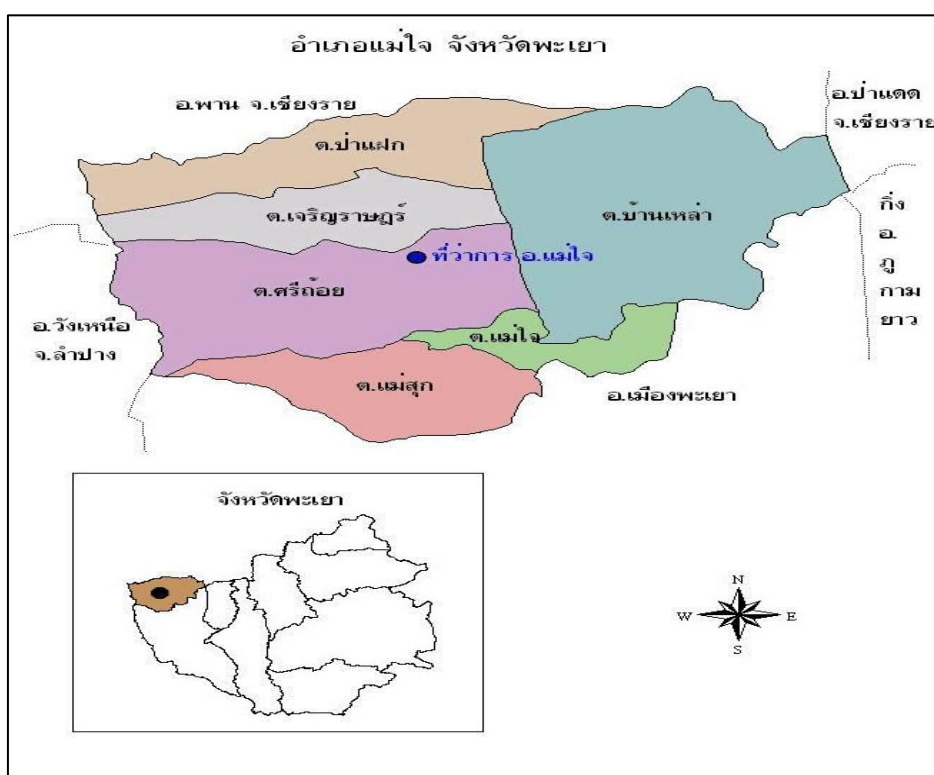 อำเภอแม่ใจ จังหวัดพะเยา
อ.พาน จ.เชียงราย
อ.ป่าแดด
จ.เชียงราย
ต.ป่าแฝก
ต.เจริญราษฎร์
ต.บ้านเหล่า
กิ่ง
อ.
ภู
กาม
ยาว
ที่ว่าการ อ.แม่ใจ
ต.ศรีถ้อย
อ.วังเหนือ
จ.ลำปาง
ต.แม่ใจ
ต.แม่สุก
อ.เมืองพะเยา
จังหวัดพะเยา
N
W E
S